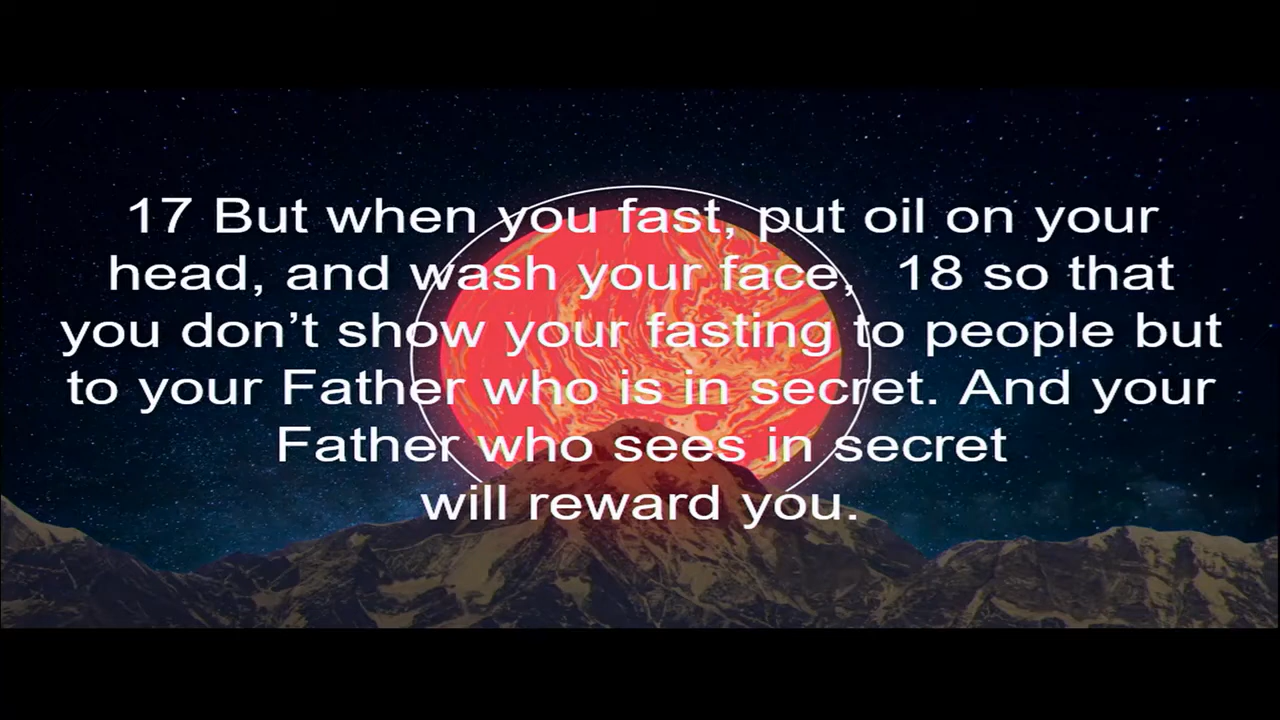 17 But when you fast, put oil on your
head, and wash your face,  18 so that
you don’t show your fasting to people but
to your Father who is in secret. And your
Father who sees in secret
will reward you.